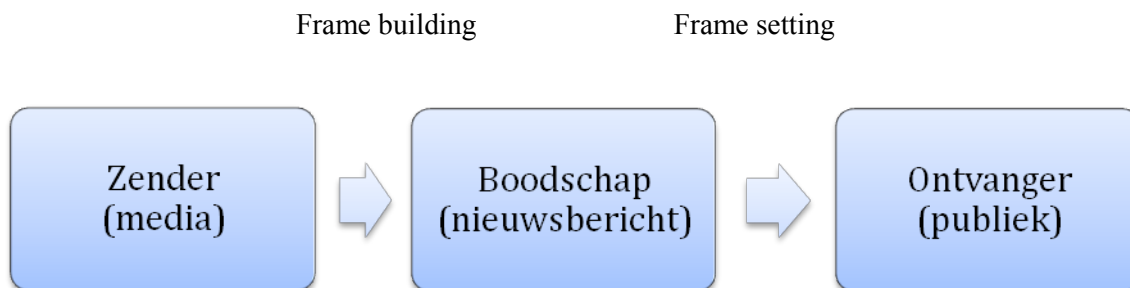 Frame building
Frame setting
Zender
(media)
Boodschap
(nieuwsbericht)
Ontvanger
(publiek)